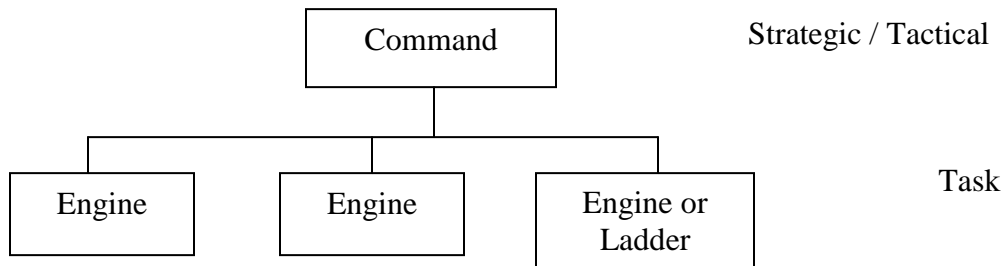 Command
Strategic / Tactical
Engine
Engine
Engine or
Ladder
Task